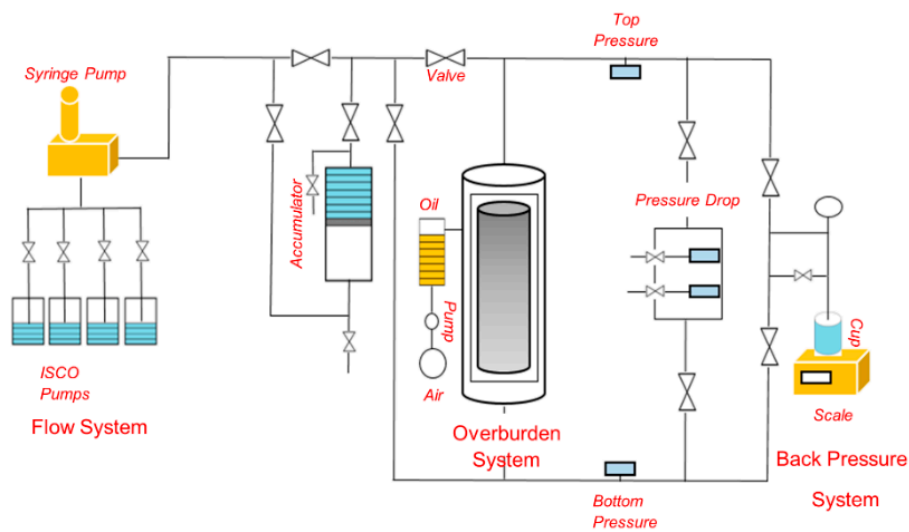 Top
Pressure
Syringe Pump
Valve
Accumulator
Oil
Pressure Drop
Pump
Cup
Air
ISCO
Pumps
Scale
Flow System
Overburden
System
Back Pressure
System
Bottom
Pressure